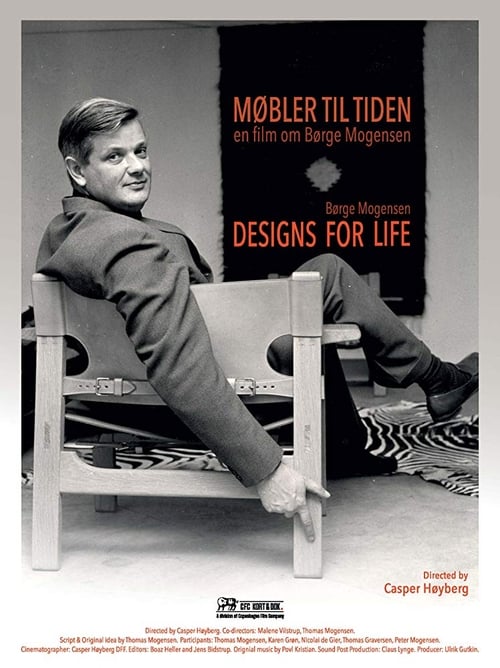 MØBLER TIL TIDEN
en film om Børge Mogensen
Børge Mogensen
DESIGNS FOR LIFE
Directed by
Casper Høyberg
CFC KORT & DOK
A division of Copenhagen Film Company
Directed by Casper Høyberg. Co-directors: Malene Vilstrup, Thomas Mogensen.
Script & Original idea by Thomas Mogensen. Participants: Thomas Mogensen, Karen Grøn, Nicolai de Gier, Thomas Graversen, Peter Mogensen.
Cinematographer: Casper Høyberg DFF. Editors: Boaz Heller and Jens Bidstrup. Original music by Povl Kristian. Sound Post Production: Claus Lynge. Producer: Ulrik Gutkin.